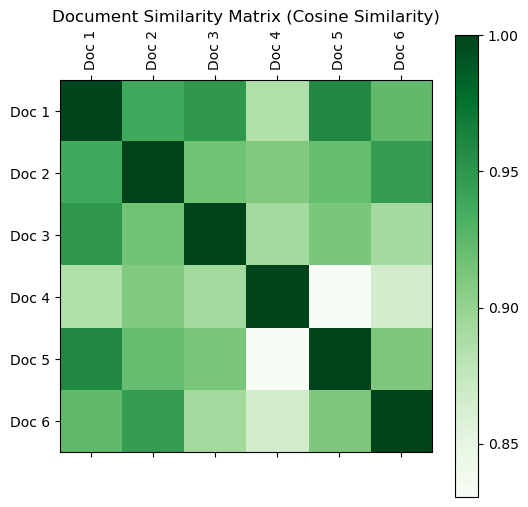 Document Similarity Matrix (Cosine Similarity)
Doc 1 Doc 2 Doc 3 Doc 4 Doc 5 Doc 6
Doc 1
Doc 2
Doc 3
Doc 4
Doc 5
Doc 6
1.00
0.95
0.90
0.85